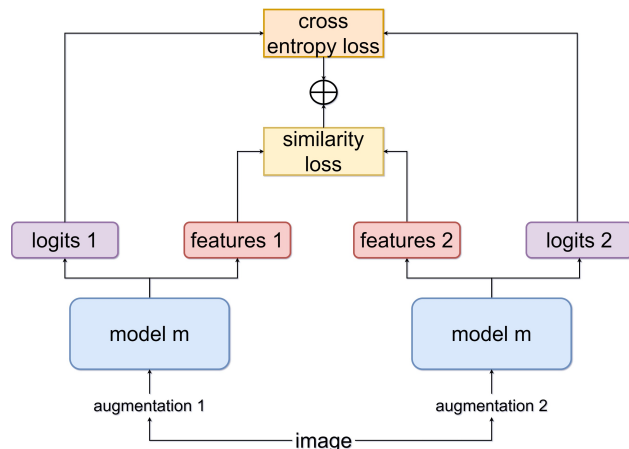 cross
entropy loss
similarity
loss
logits 1
features 1
features 2
logits 2
model m
model m
augmentation 1
augmentation 2
image